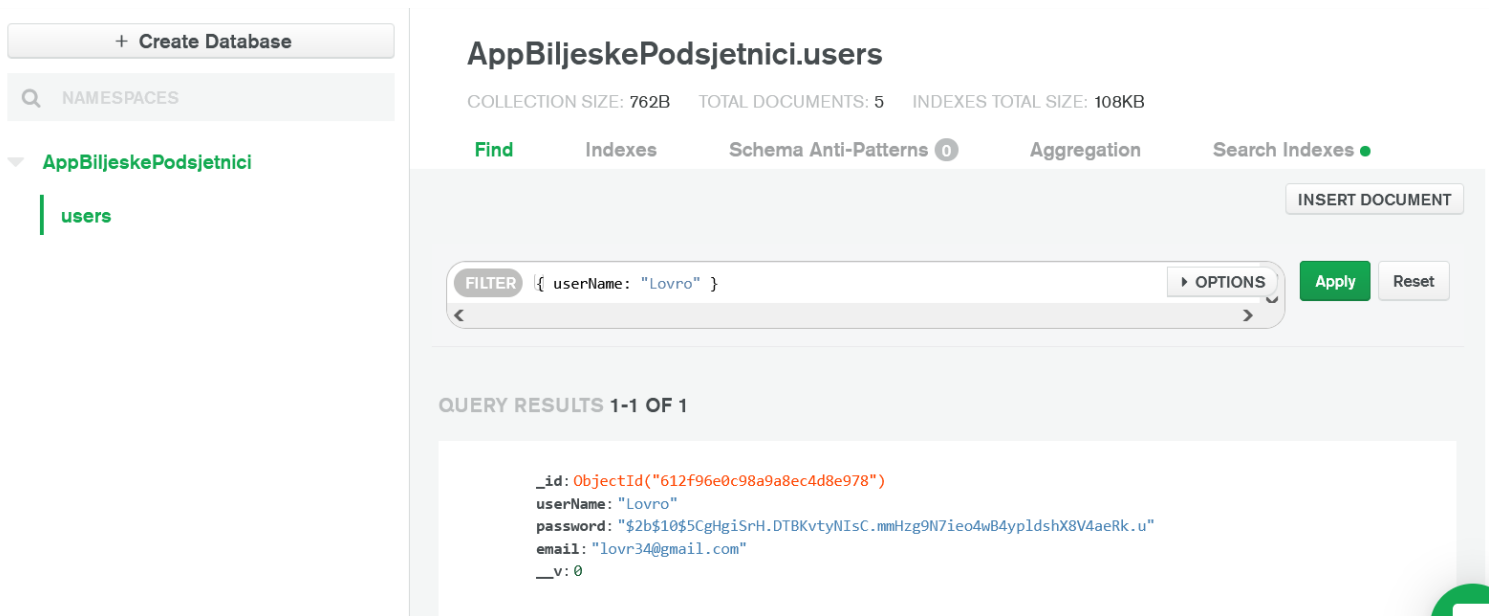 + Create Database
NAMESPACES
AppBiljeskePodsjetnici
users
AppBiljeskePodsjetnici.users
COLLECTION SIZE: 762B TOTAL DOCUMENTS: 5 INDEXES TOTAL SIZE: 108KB
Find Indexes Schema Anti-Patterns 0 Aggregation Search Indexes
INSERT DOCUMENT
FILTER { userName: "Lovro" } OPTIONS Apply Reset
QUERY RESULTS 1-1 OF 1
_id: ObjectId("612f96e0c98a9a8ec4d8e978")
userName: "Lovro"
password: "$2b$10$5CgHgiSrH.DTBKvtyNIsC.mmHzg9N7ieo4wB4ypldshX8V4aeRk.u"
email: "lovr34@gmail.com"
__v: 0